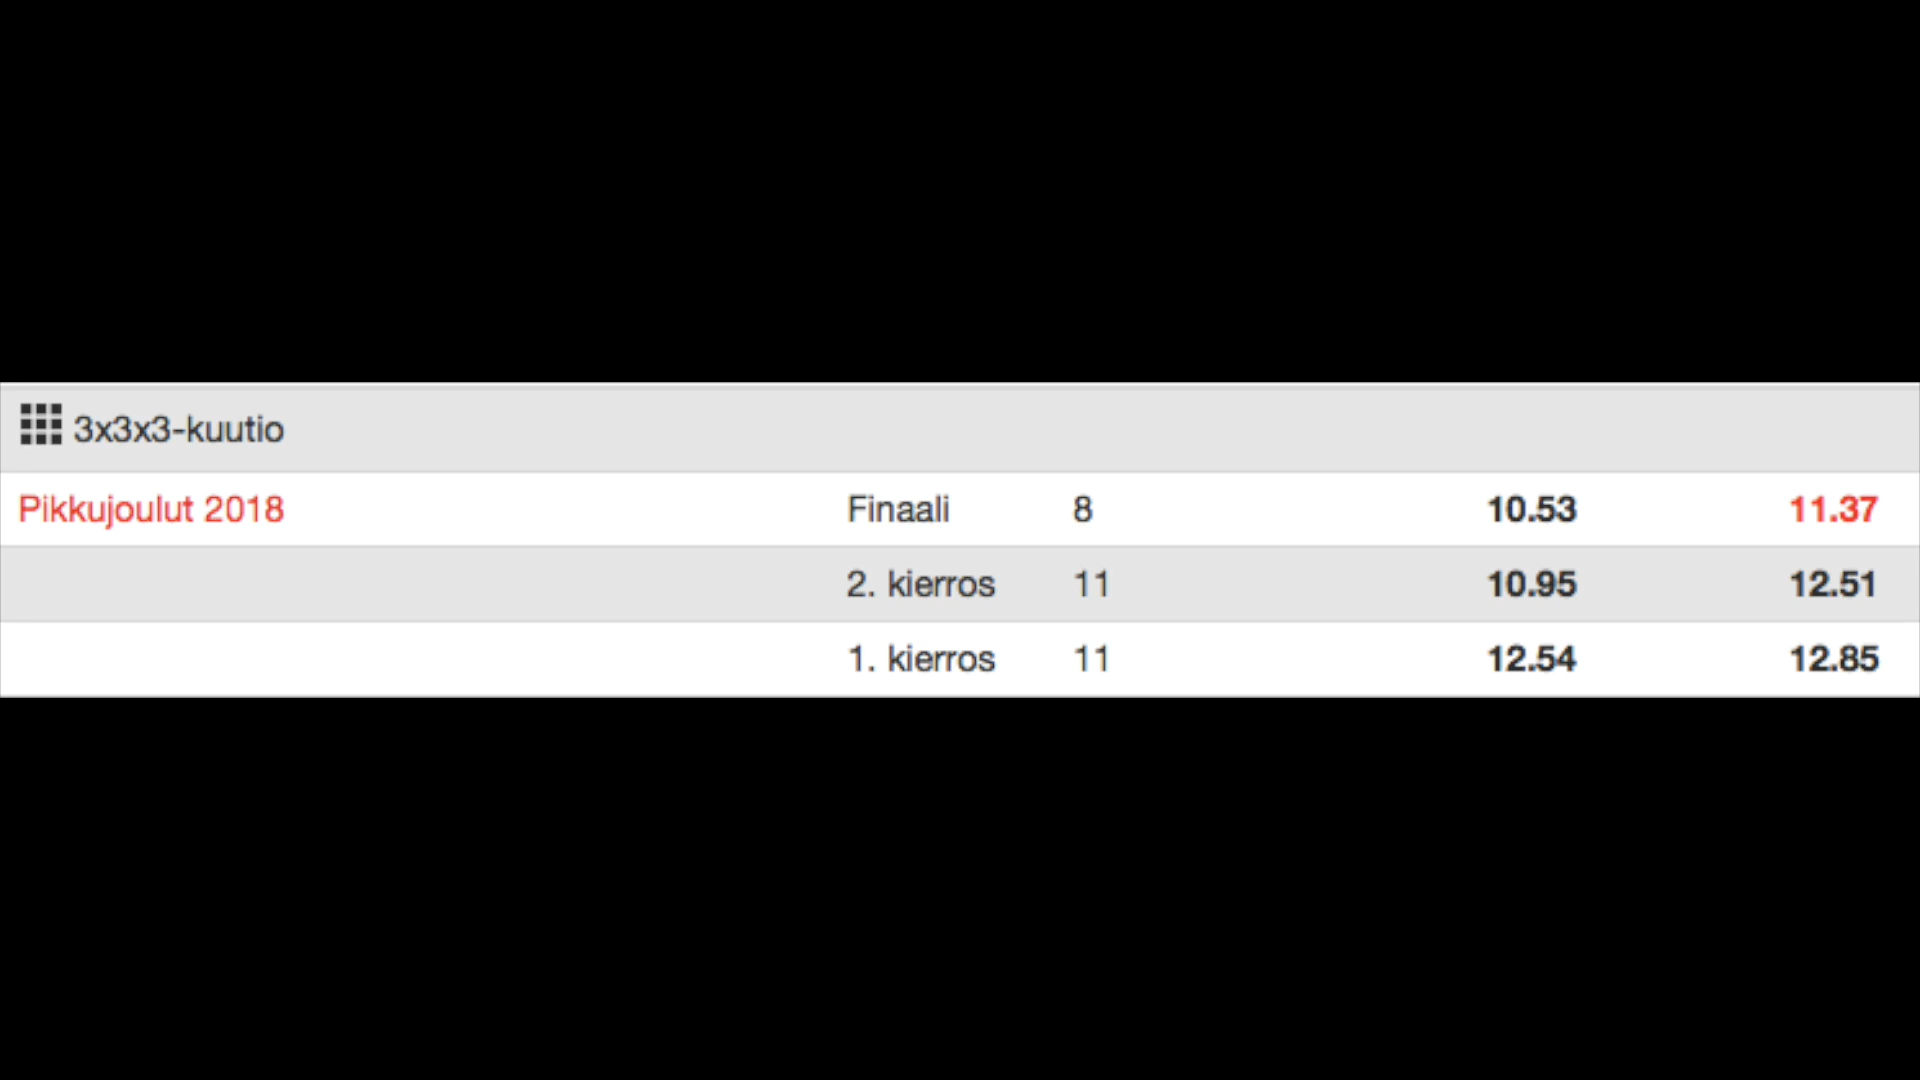 3x3x3-kuutio
Pikkujoulut 2018 Finaali 8 10.53 11.37
2. kierros 11 10.95 12.51
1. kierros 11 12.54 12.85